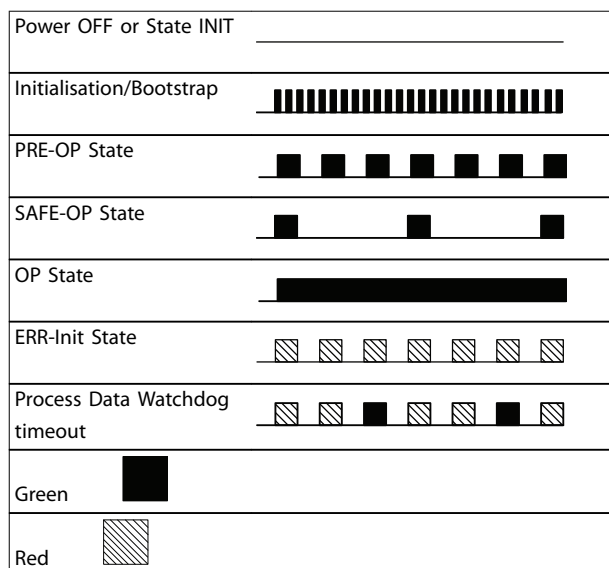 Power OFF or State INIT
Initialisation/Bootstrap
PRE-OP State
SAFE-OP State
OP State
ERR-Init State
Process Data Watchdog
timeout
Green
Red